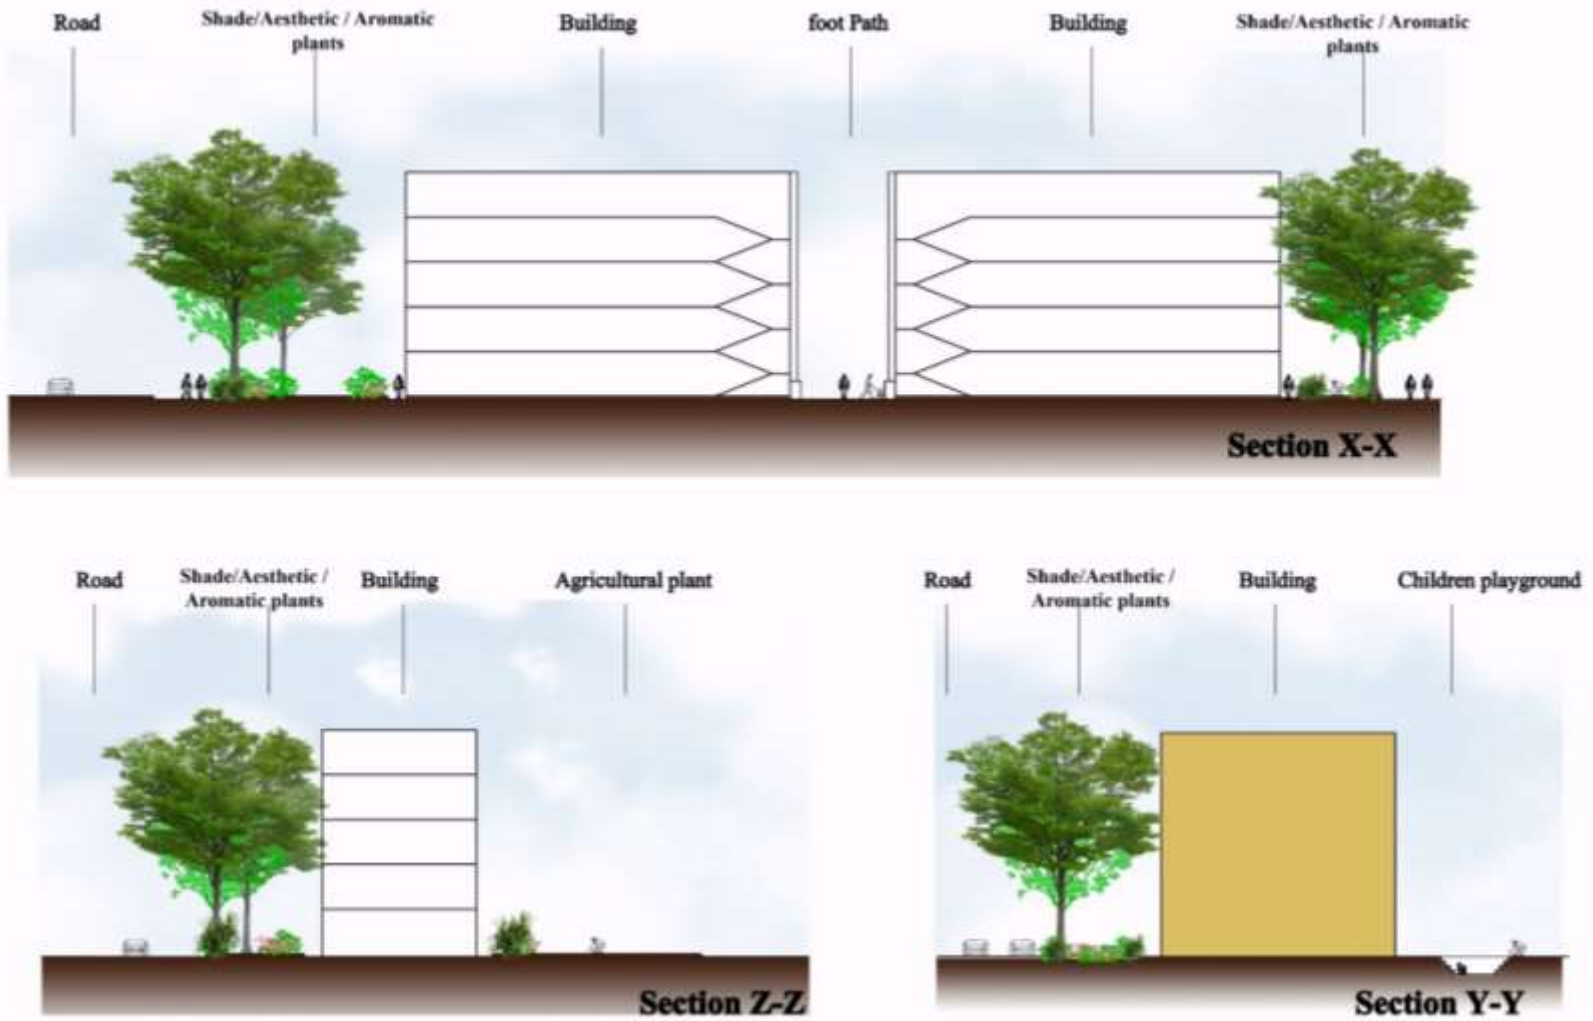 Road
Shade/Aesthetic / Aromatic
plants
Building
foot Path
Building
Shade/Aesthetic / Aromatic
plants
Section X-X
Road
Shade/Aesthetic /
Aromatic plants
Building
Agricultural plant
Section Z-Z
Road
Shade/Aesthetic /
Aromatic plants
Building
Children playground
Section Y-Y